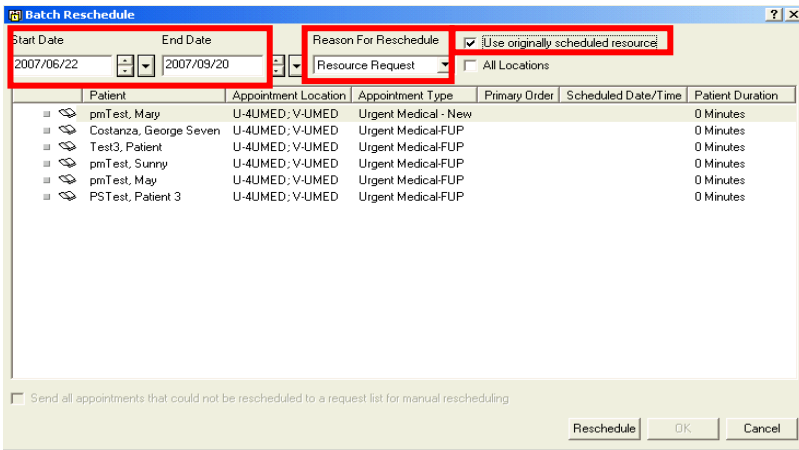 Batch Reschedule
Start Date End Date Reason For Reschedule Use originally scheduled resource
2007/06/22 2007/09/20 Resource Request All Locations
Patient Appointment Location Appointment Type Primary Order Scheduled Date/Time Patient Duration
pmTest, Mary U-4UMED; V-UMED Urgent Medical - New 0 Minutes
Costanza, George Seven U-4UMED; V-UMED Urgent Medical-FUP 0 Minutes
Test3, Patient U-4UMED; V-UMED Urgent Medical-FUP 0 Minutes
pmTest, Sunny U-4UMED; V-UMED Urgent Medical-FUP 0 Minutes
pmTest, May U-4UMED; V-UMED Urgent Medical-FUP 0 Minutes
PSTest, Patient 3 U-4UMED; V-UMED Urgent Medical-FUP 0 Minutes
Send all appointments that could not be rescheduled to a request list for manual rescheduling
Reschedule OK Cancel